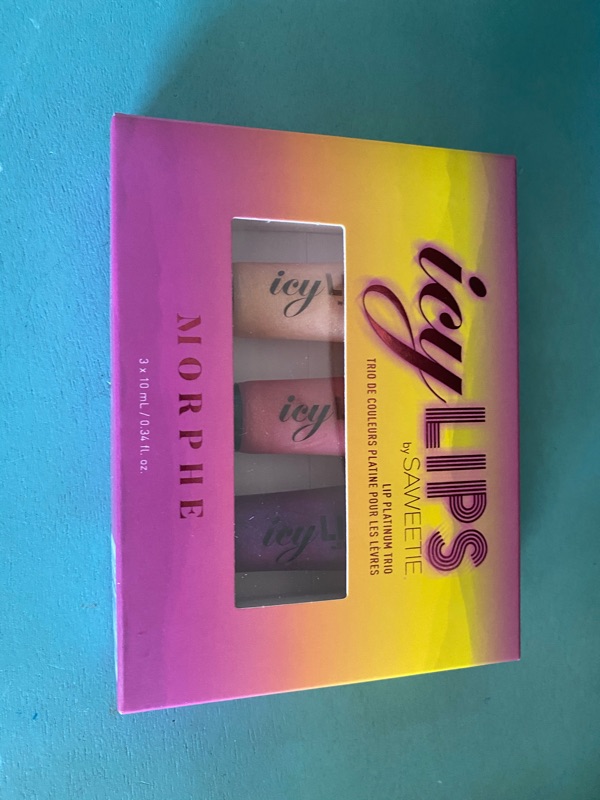 icy LIPS
by SAWEETIE.
LIP PLATINUM TRIO
TRIO DE COULEURS PLATINE POUR LES LÈVRES
icy L
icy L
icy L
MORPHE
3 x 10 mL / 0.34 fl. oz.